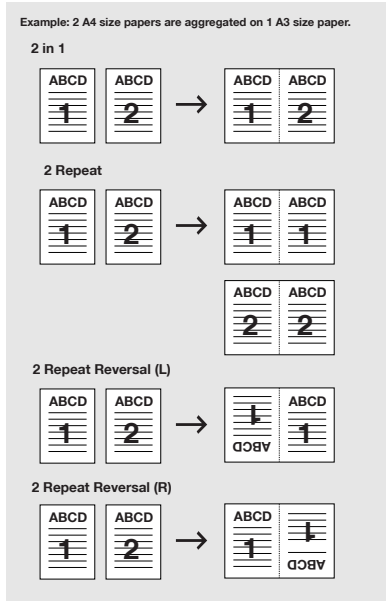 Example: 2 A4 size papers are aggregated on 1 A3 size paper.
2 in 1
ABCD ABCD ABCD ABCD
1 2 1 2
2 Repeat
ABCD ABCD ABCD ABCD
1 2 1 1
ABCD ABCD
2 2
2 Repeat Reversal (L)
ABCD ABCD ABCD
1 2 1 1
ABCD
2 Repeat Reversal (R)
ABCD ABCD ABCD
1 2 1 1
ABCD